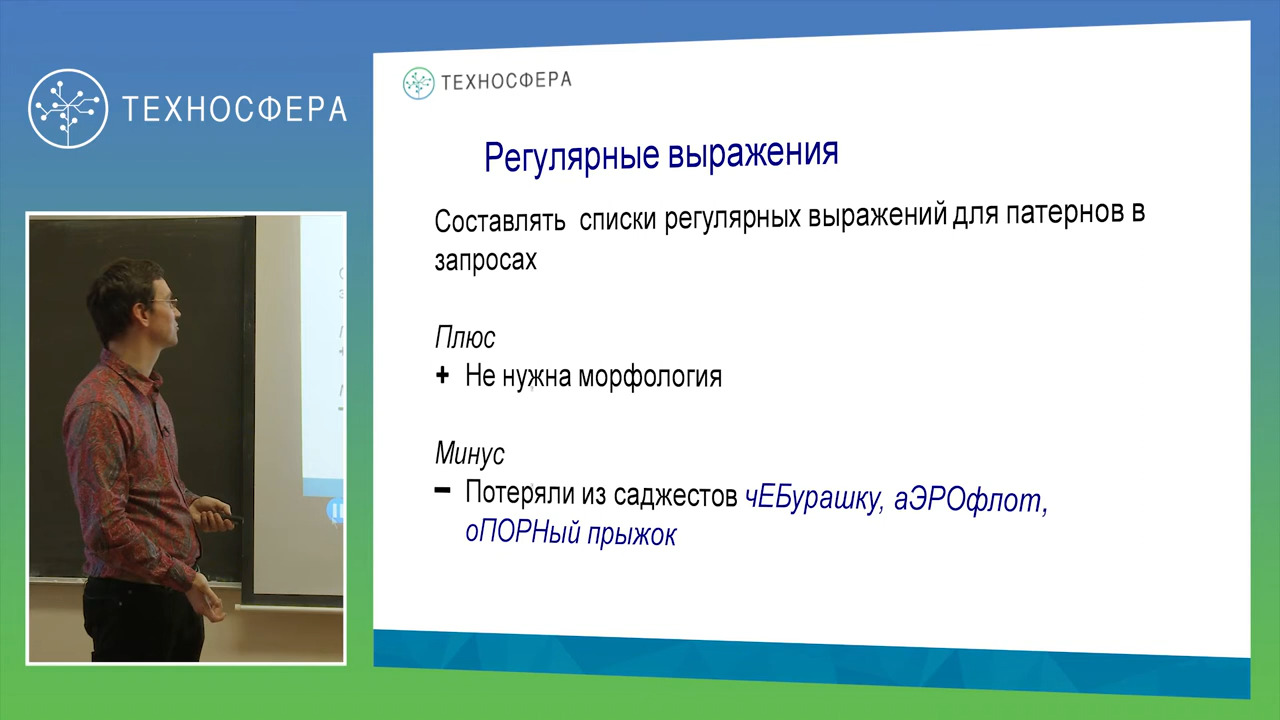 ТЕХНОСФЕРА
ТЕХНОСФЕРА
Регулярные выражения
Составлять списки регулярных выражений для патернов в
запросах
Плюс
+ Не нужна морфология
Минус
− Потеряли из саджестов чЕБурашку, аЭРОфлот,
оПОРНый прыжок